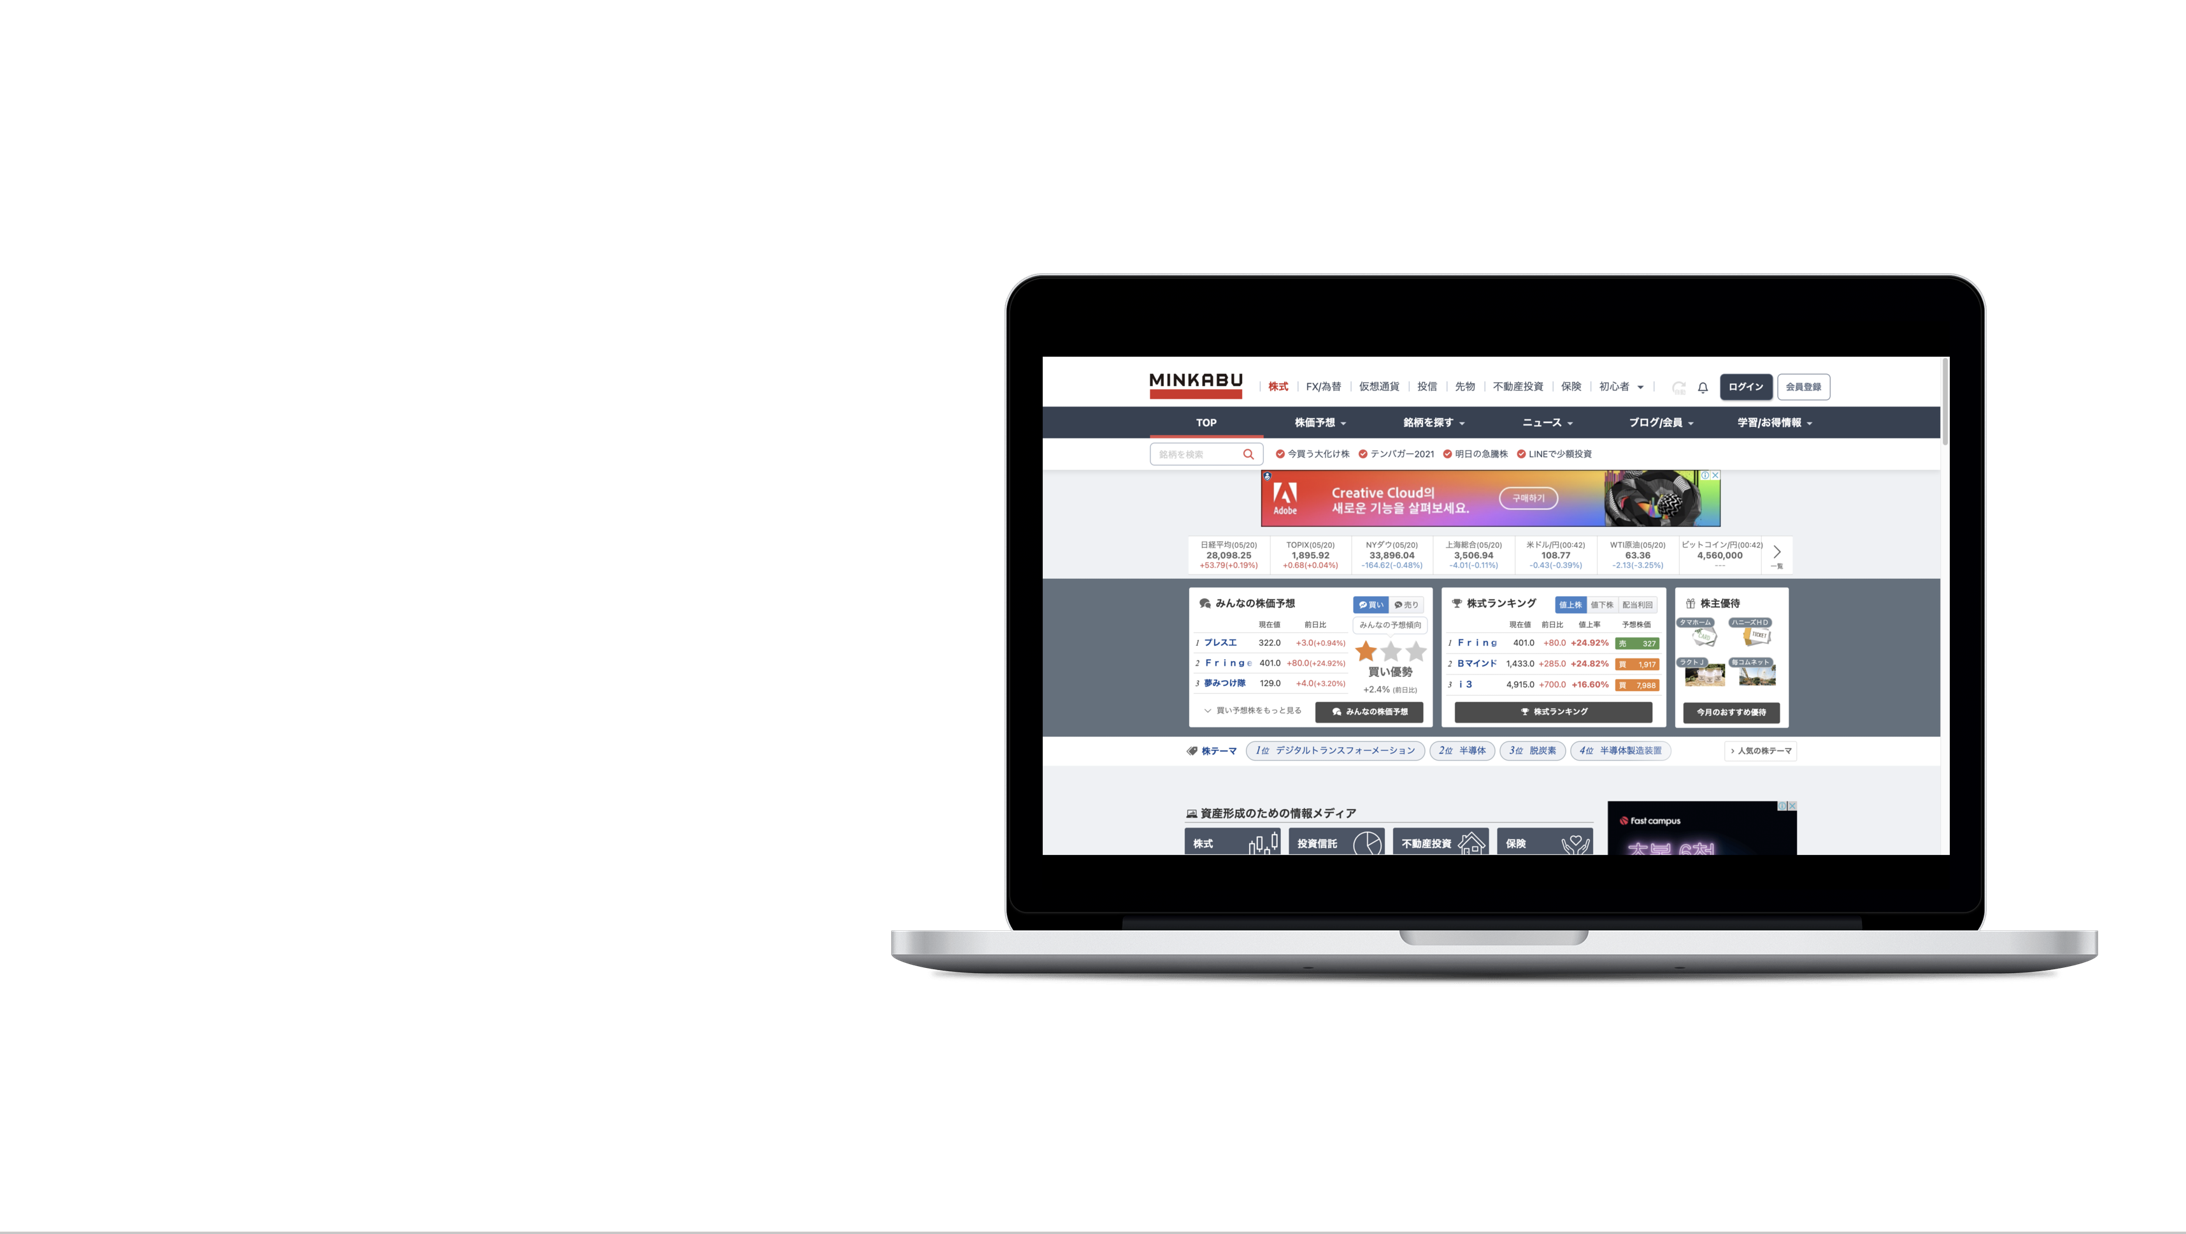 MINKABU
株式 FX/為替 仮想通貨 投信 先物 不動産投資 保険 初心者 ログイン 会員登録
TOP 株価予想 銘柄を探す ニュース ブログ/会員 学習/お得情報
銘柄を検索 今買う大化け株 テンバガー2021 明日の急騰株 LINEで少額投資
Adobe
Creative Cloud의
새로운 기능을 살펴보세요.
구매하기
日経平均(05/20) TOPIX(05/20) NYダウ(05/20) 上海総合(05/20) 米ドル/円(00:42) WTI原油(05/20) ビットコイン/円(00:42)
28,098.25 1,895.92 33,896.04 3,506.94 108.77 63.36 4,560,000
+53.79(+0.19%) +0.68(+0.04%) -164.62(-0.48%) -4.01(-0.11%) -0.43(-0.39%) -2.13(-3.25%) --- 一覧
みんなの株価予想 買い 売り
現在値 前日比 みんなの予想傾向
1 プレス工 322.0 +3.0(+0.94%)
2 Fringe 401.0 +80.0(+24.92%)
3 夢みつけ隊 129.0 +4.0(+3.20%)
買い優勢
+2.4% (前日比)
買い予想株をもっと見る みんなの株価予想
株式ランキング 値上株 値下株 配当利回
現在値 前日比 値上率 予想株価
1 Fring 401.0 +80.0 +24.92% 売 327
2 Bマインド 1,433.0 +285.0 +24.82% 買 1,917
3 i3 4,915.0 +700.0 +16.60% 買 7,988
株式ランキング
株主優待
タマホーム ハニーズHD
CARD TICKET
ラクトJ 毎コムネット
今月のおすすめ優待
株テーマ 1位 デジタルトランスフォーメーション 2位 半導体 3位 脱炭素 4位 半導体製造装置 人気の株テーマ
資産形成のための情報メディア
株式 投資信託 不動産投資 保険
fast campus